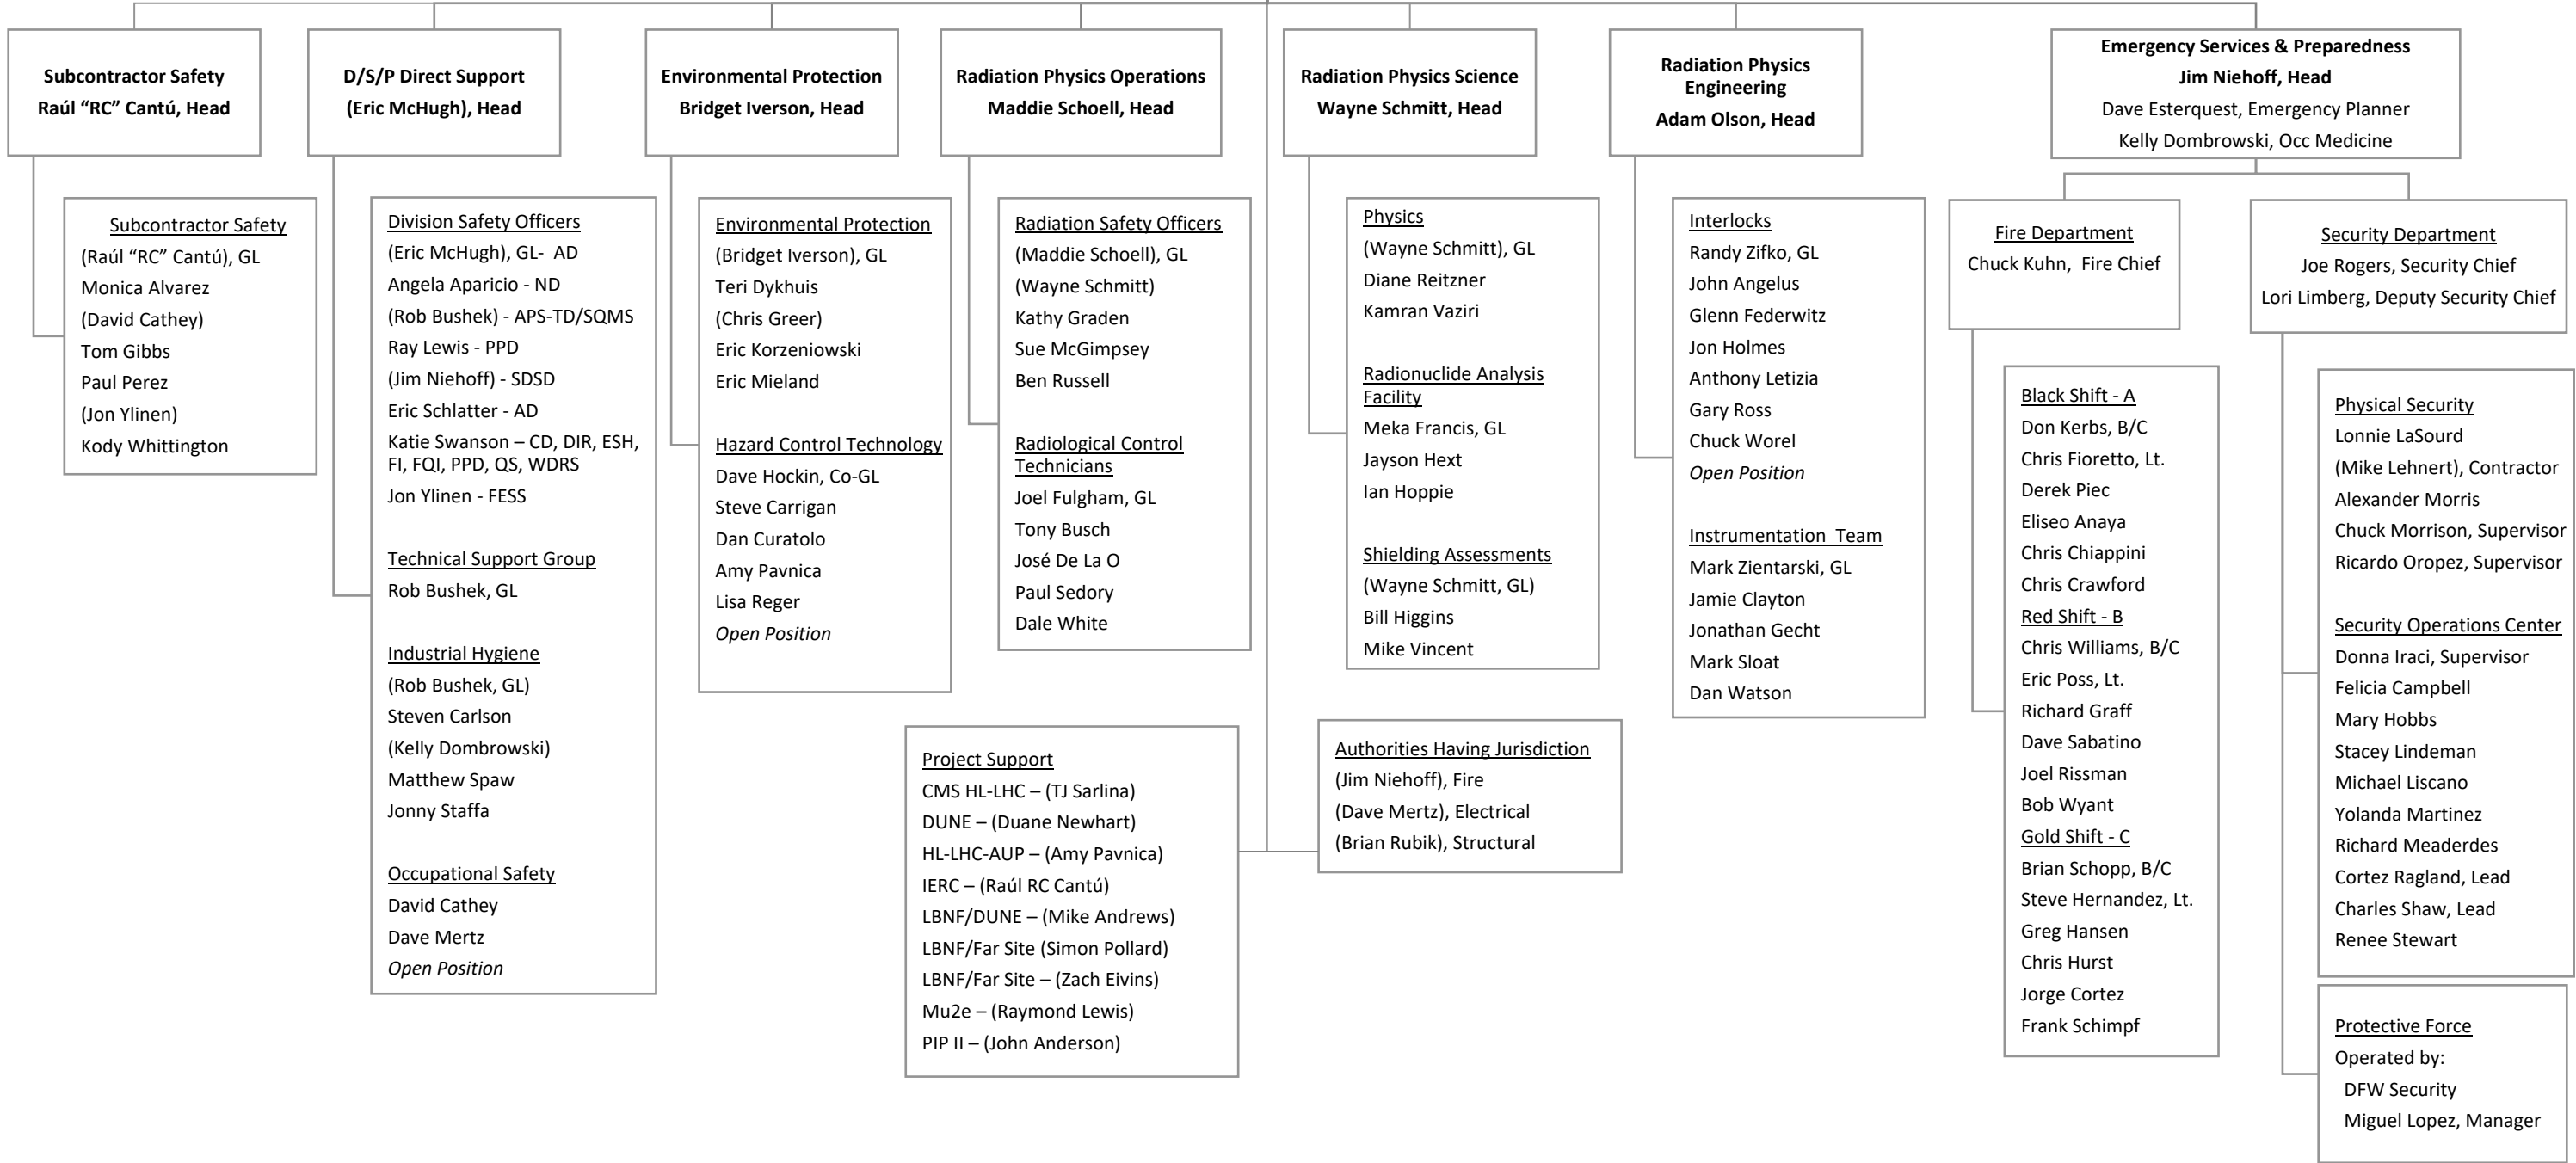 Subcontractor Safety
Raúl “RC” Cantú, Head
D/S/P Direct Support
(Eric McHugh), Head
Environmental Protection
Bridget Iverson, Head
Radiation Physics Operations
Maddie Schoell, Head
Radiation Physics Science
Wayne Schmitt, Head
Radiation Physics
Engineering
Adam Olson, Head
Emergency Services & Preparedness
Jim Niehoff, Head
Dave Esterquest, Emergency Planner
Kelly Dombrowski, Occ Medicine
Subcontractor Safety
(Raúl “RC” Cantú), GL
Monica Alvarez
(David Cathey)
Tom Gibbs
Paul Perez
(Jon Ylinen)
Kody Whittington
Division Safety Officers
(Eric McHugh), GL- AD
Angela Aparicio - ND
(Rob Bushek) - APS-TD/SQMS
Ray Lewis - PPD
(Jim Niehoff) - SDSD
Eric Schlatter - AD
Katie Swanson – CD, DIR, ESH,
FI, FQI, PPD, QS, WDRS
Jon Ylinen - FESS
Technical Support Group
Rob Bushek, GL
Industrial Hygiene
(Rob Bushek, GL)
Steven Carlson
(Kelly Dombrowski)
Matthew Spaw
Jonny Staffa
Occupational Safety
David Cathey
Dave Mertz
Open Position
Environmental Protection
(Bridget Iverson), GL
Teri Dykhuis
(Chris Greer)
Eric Korzeniowski
Eric Mieland
Hazard Control Technology
Dave Hockin, Co-GL
Steve Carrigan
Dan Curatolo
Amy Pavnica
Lisa Reger
Open Position
Radiation Safety Officers
(Maddie Schoell), GL
(Wayne Schmitt)
Kathy Graden
Sue McGimpsey
Ben Russell
Radiological Control
Technicians
Joel Fulgham, GL
Tony Busch
José De La O
Paul Sedory
Dale White
Project Support
CMS HL-LHC – (TJ Sarlina)
DUNE – (Duane Newhart)
HL-LHC-AUP – (Amy Pavnica)
IERC – (Raúl RC Cantú)
LBNF/DUNE – (Mike Andrews)
LBNF/Far Site (Simon Pollard)
LBNF/Far Site – (Zach Eivins)
Mu2e – (Raymond Lewis)
PIP II – (John Anderson)
Physics
(Wayne Schmitt), GL
Diane Reitzner
Kamran Vaziri
Radionuclide Analysis
Facility
Meka Francis, GL
Jayson Hext
Ian Hoppie
Shielding Assessments
(Wayne Schmitt, GL)
Bill Higgins
Mike Vincent
Authorities Having Jurisdiction
(Jim Niehoff), Fire
(Dave Mertz), Electrical
(Brian Rubik), Structural
Interlocks
Randy Zifko, GL
John Angelus
Glenn Federwitz
Jon Holmes
Anthony Letizia
Gary Ross
Chuck Worel
Open Position
Instrumentation Team
Mark Zientarski, GL
Jamie Clayton
Jonathan Gecht
Mark Sloat
Dan Watson
Fire Department
Chuck Kuhn, Fire Chief
Black Shift - A
Don Kerbs, B/C
Chris Fioretto, Lt.
Derek Piec
Eliseo Anaya
Chris Chiappini
Chris Crawford
Red Shift - B
Chris Williams, B/C
Eric Poss, Lt.
Richard Graff
Dave Sabatino
Joel Rissman
Bob Wyant
Gold Shift - C
Brian Schopp, B/C
Steve Hernandez, Lt.
Greg Hansen
Chris Hurst
Jorge Cortez
Frank Schimpf
Security Department
Joe Rogers, Security Chief
Lori Limberg, Deputy Security Chief
Physical Security
Lonnie LaSourd
(Mike Lehnert), Contractor
Alexander Morris
Chuck Morrison, Supervisor
Ricardo Oropez, Supervisor
Security Operations Center
Donna Iraci, Supervisor
Felicia Campbell
Mary Hobbs
Stacey Lindeman
Michael Liscano
Yolanda Martinez
Richard Meaderdes
Cortez Ragland, Lead
Charles Shaw, Lead
Renee Stewart
Protective Force
Operated by:
DFW Security
Miguel Lopez, Manager